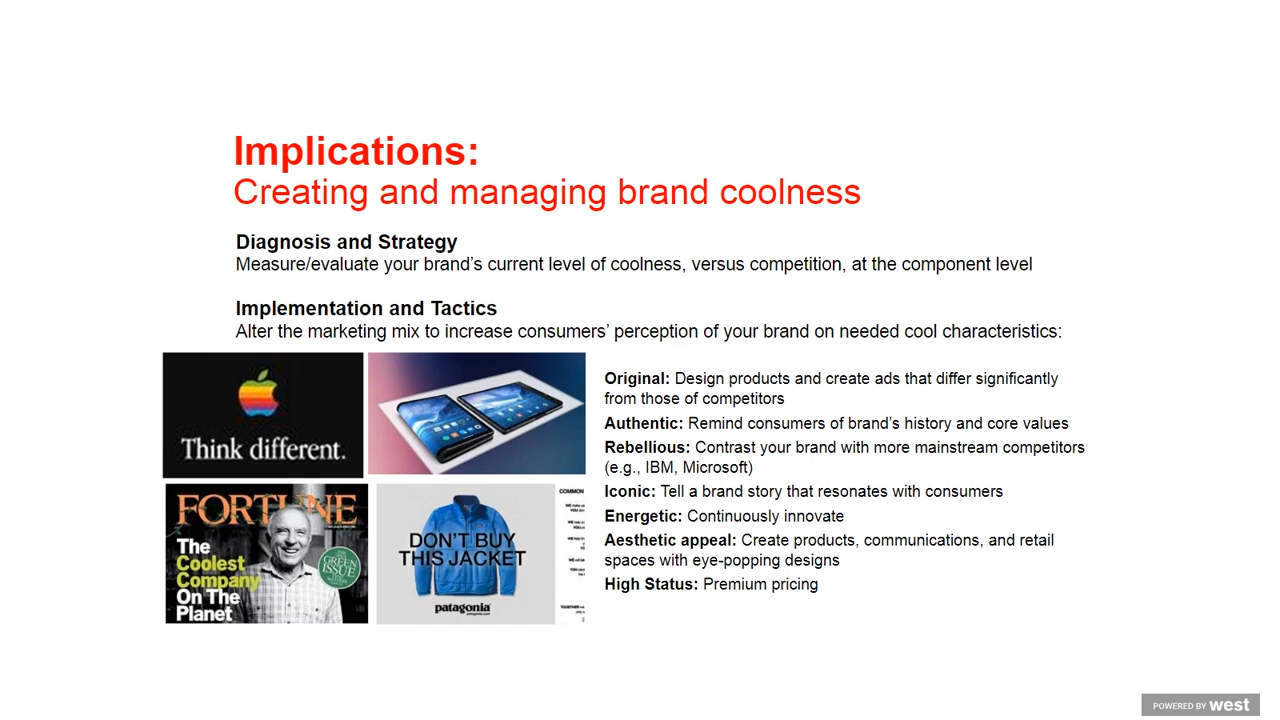 Implications:
Creating and managing brand coolness
Diagnosis and Strategy
Measure/evaluate your brand's current level of coolness, versus competition, at the component level
Implementation and Tactics
Alter the marketing mix to increase consumers' perception of your brand on needed cool characteristics:
Think different.
FORTUNE
The
Coolest
Company
On The
Planet
GREEN
ISSUE
DON'T BUY
THIS JACKET
patagonia
COMMON
TOGETHER
Original: Design products and create ads that differ significantly
from those of competitors
Authentic: Remind consumers of brand's history and core values
Rebellious: Contrast your brand with more mainstream competitors
(e.g., IBM, Microsoft)
Iconic: Tell a brand story that resonates with consumers
Energetic: Continuously innovate
Aesthetic appeal: Create products, communications, and retail
spaces with eye-popping designs
High Status: Premium pricing
POWERED BY west